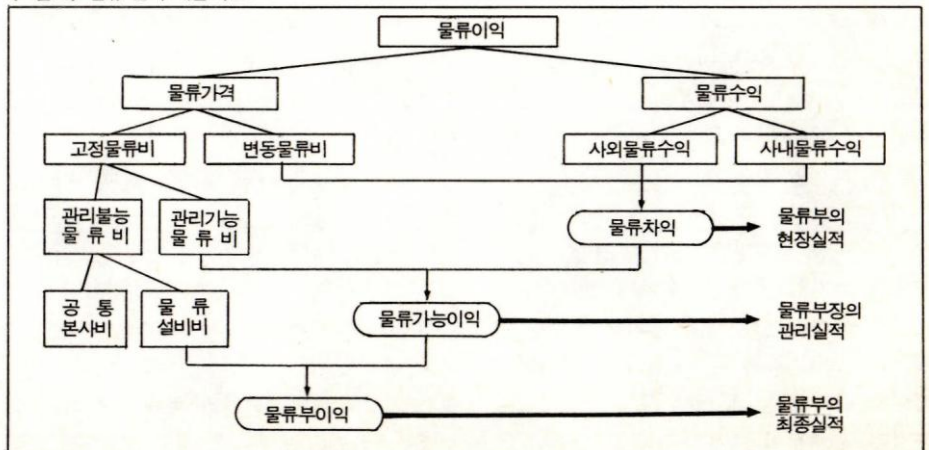 물류이익
물류가격
물류수익
고정물류비
변동물류비
사외물류수익
사내물류수익
관리불능
물 류 비
관리가능
물 류 비
물류차익
물류부의
현장실적
공 통
본사비
물 류
설비비
물류가능이익
물류부장의
관리실적
물류부이익
물류부의
최종실적